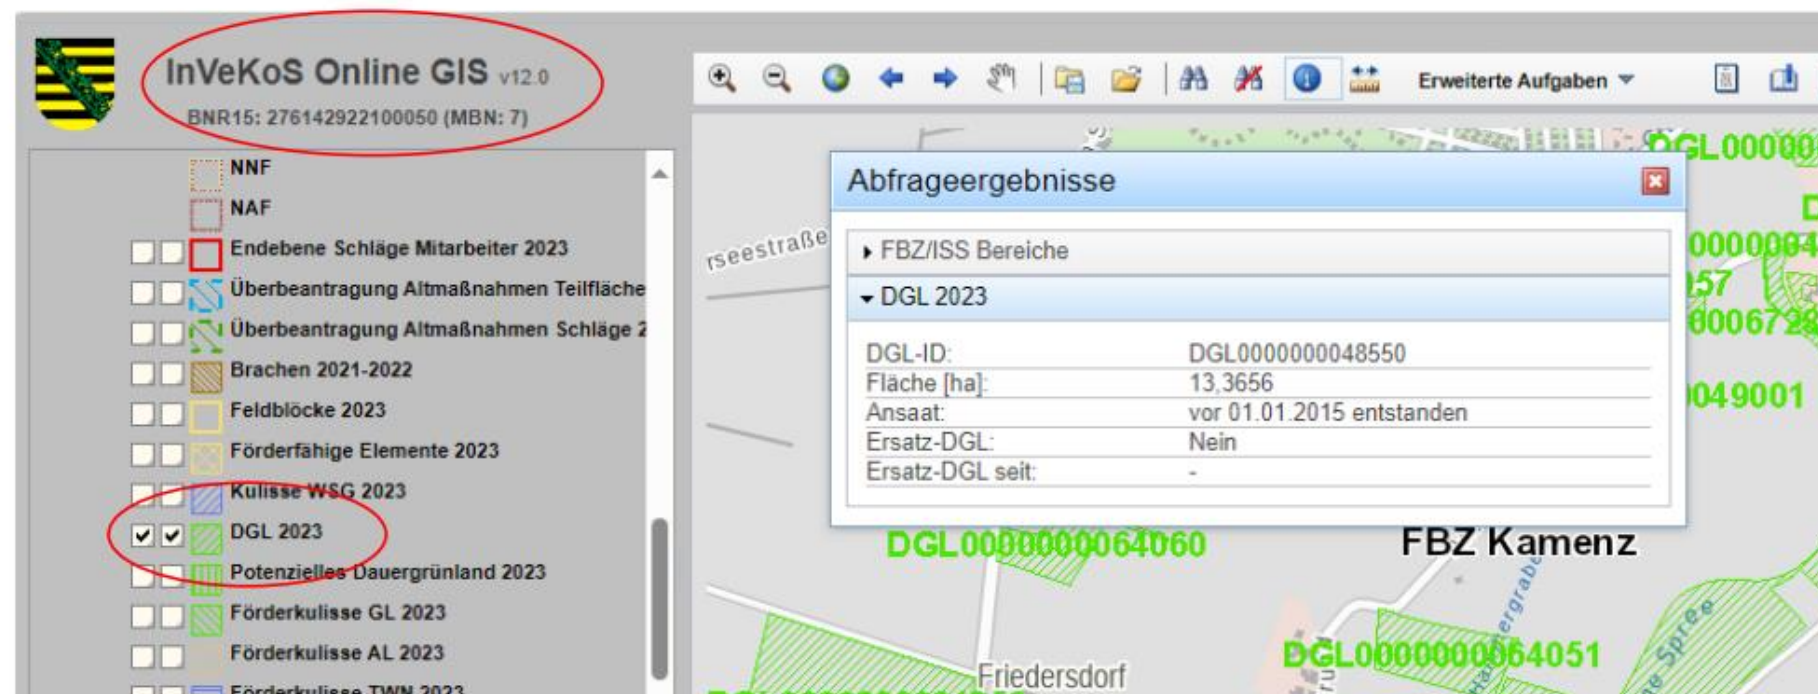 InVeKoS Online GIS v12.0
BNR15: 276142922100050 (MBN: 7)
Erweiterte Aufgaben
NNF
NAF
Endebene Schläge Mitarbeiter 2023
Überbeantragung Altmaßnahmen Teilfläche
Überbeantragung Altmaßnahmen Schläge 2
Brachen 2021-2022
Feldblöcke 2023
Förderfähige Elemente 2023
Kulisse WSG 2023
DGL 2023
Potenzielles Dauergrünland 2023
Förderkulisse GL 2023
Förderkulisse AL 2023
Förderkulisse TWN 2023
Abfrageergebnisse
FBZ/ISS Bereiche
DGL 2023
DGL-ID: DGL0000000048550
Fläche [ha]: 13,3656
Ansaat: vor 01.01.2015 entstanden
Ersatz-DGL: Nein
Ersatz-DGL seit: -
rseestraße
049001
DGL0000000064060
FBZ Kamenz
DGL0000000064051
Spree
Friedersdorf